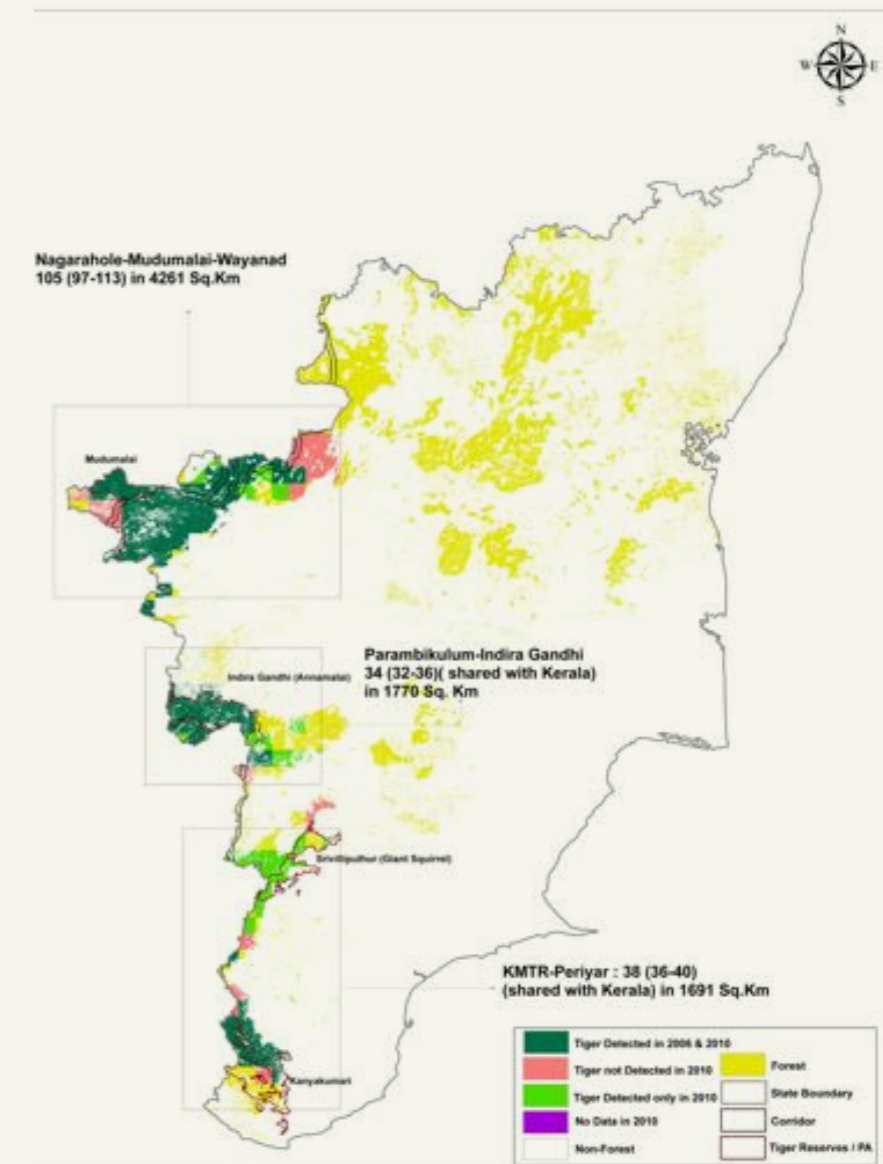 N
W E
S
Nagarahole-Mudumalai-Wayanad
105 (97-113) in 4261 Sq.Km
Mudumalai
Parambikulum-Indira Gandhi
34 (32-36)( shared with Kerala)
in 1770 Sq. Km
Indira Gandhi (Annamalai)
Srivilliputhur (Giant Squirrel)
KMTR-Periyar : 38 (36-40)
(shared with Kerala) in 1691 Sq.Km
Kanyakumari
Tiger Detected in 2006 & 2010
Tiger not Detected in 2010
Tiger Detected only in 2010
No Data in 2010
Non-Forest
Forest
State Boundary
Corridor
Tiger Reserves / PA